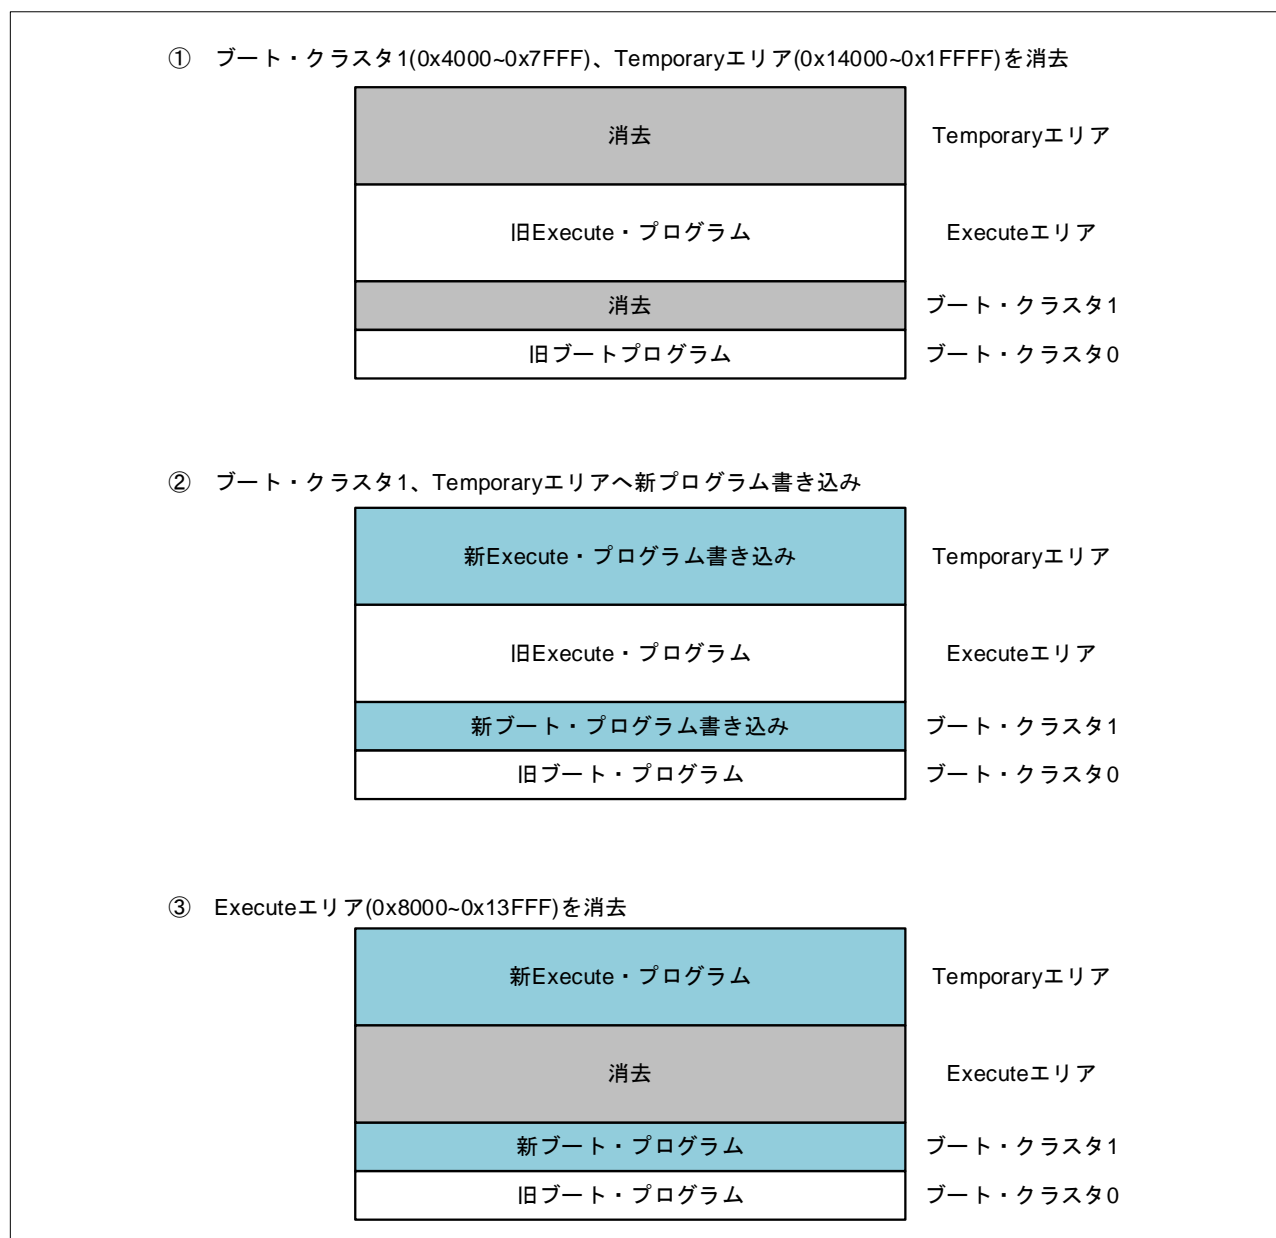 ① ブート・クラスタ1(0x4000~0x7FFF)、Temporaryエリア(0x14000~0x1FFFF)を消去
消去 Temporaryエリア
旧Execute・プログラム Executeエリア
消去 ブート・クラスタ1
旧ブートプログラム ブート・クラスタ0
② ブート・クラスタ1、Temporaryエリアへ新プログラム書き込み
新Execute・プログラム書き込み Temporaryエリア
旧Execute・プログラム Executeエリア
新ブート・プログラム書き込み ブート・クラスタ1
旧ブート・プログラム ブート・クラスタ0
③ Executeエリア(0x8000~0x13FFF)を消去
新Execute・プログラム Temporaryエリア
消去 Executeエリア
新ブート・プログラム ブート・クラスタ1
旧ブート・プログラム ブート・クラスタ0